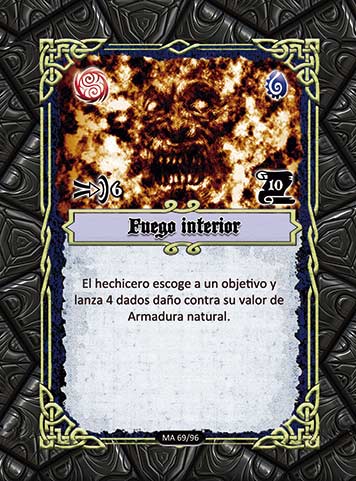 6
10
Fuego interior
El hechicero escoge a un objetivo y
lanza 4 dados daño contra su valor de
Armadura natural.
MA 69/96